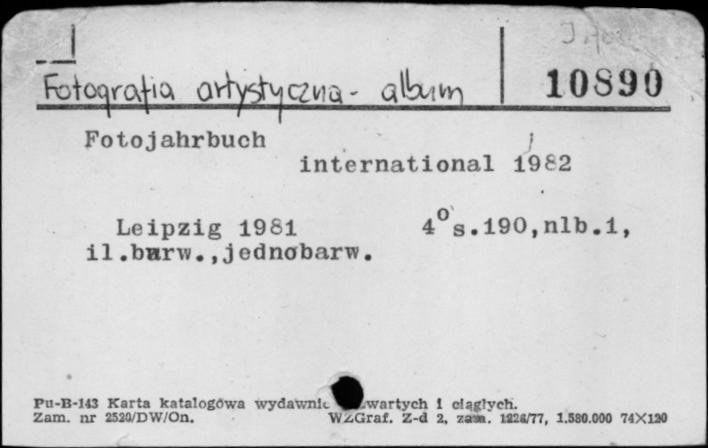 Fotografia artystyczna - album
10890
Fotojahrbuch
international 1982
Leipzig 1981 4° s.190,nlb.1,
il.barw.,jednobarw.
Pu-B-143 Karta katalogowa wydawnic wartych i ciągłych.
Zam. nr 2520/DW/On. WZGraf. Z-d 2, zam. 1226/77, 1.580.000 74X120